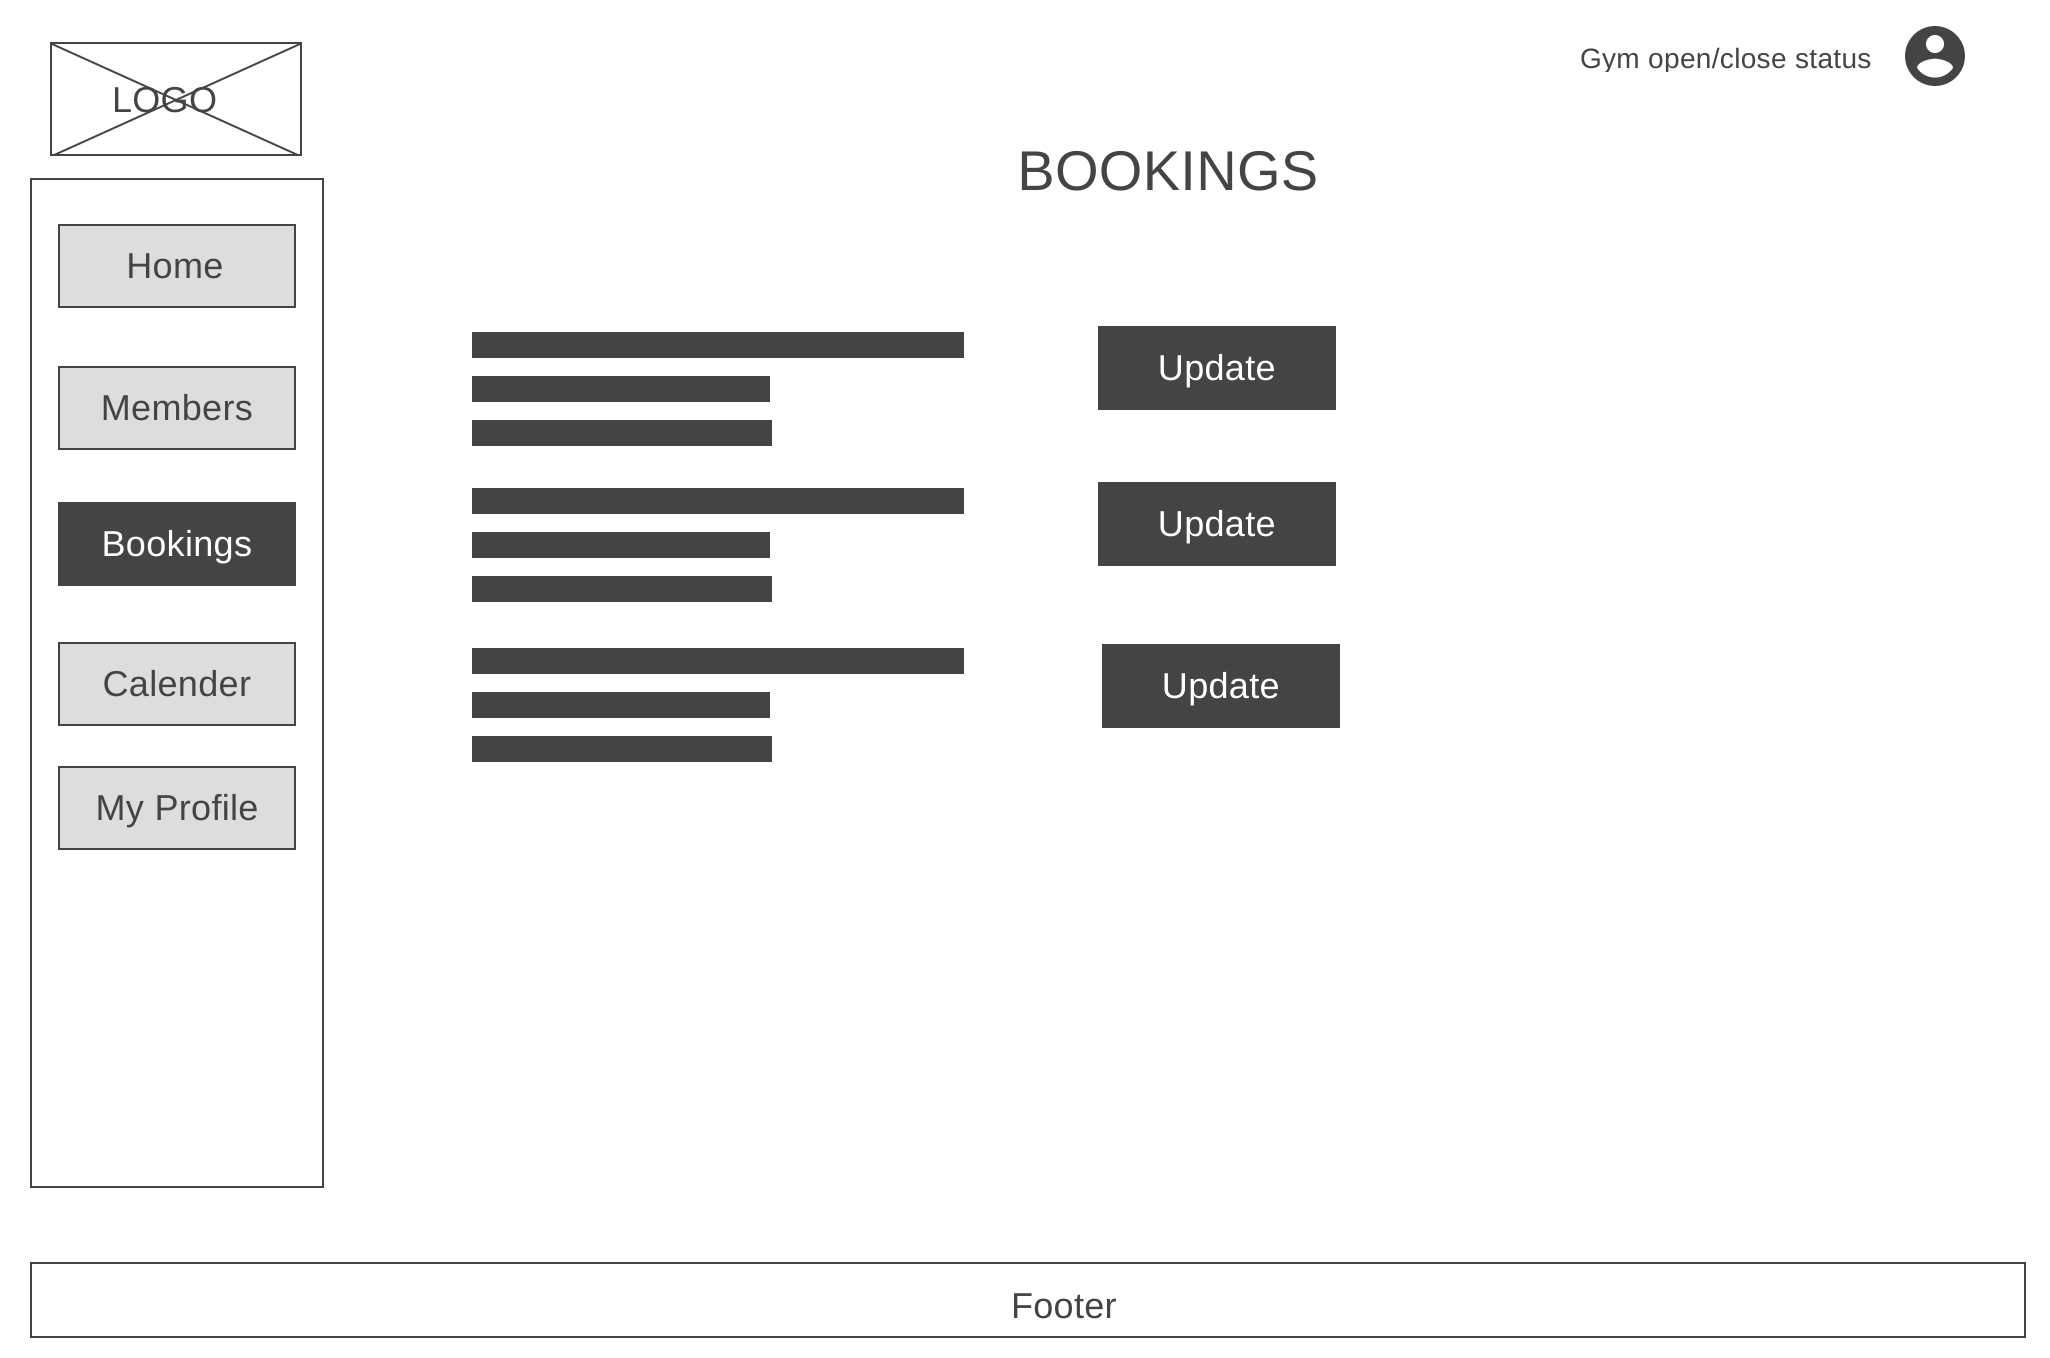 LOGO
Gym open/close status
BOOKINGS
Home
Members
Bookings
Calender
My Profile
Update
Update
Update
Footer